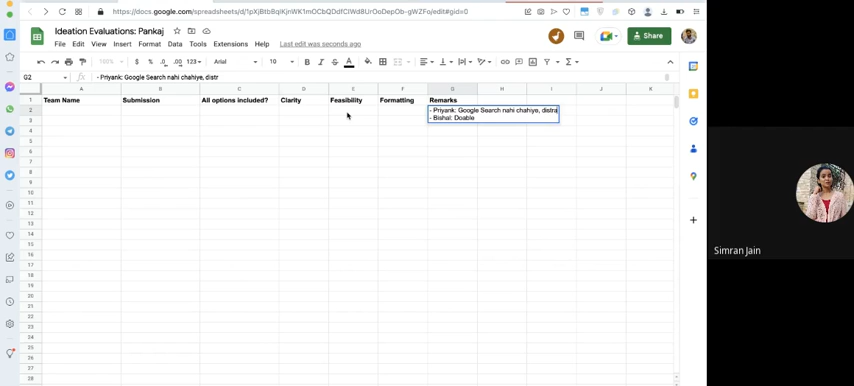 https://docs.google.com/spreadsheets/d/1pXjBtbBqiKjnWK1mOCbQDdfCIWd8UrOoDepOb-gWZFo/edit#gid=0
Ideation Evaluations: Pankaj
File Edit View Insert Format Data Tools Extensions Help Last edit was seconds ago
Share
100% $ % .0 .00 123 Arial 10 B I S A
G2 fx - Priyank: Google Search nahi chahiye, distr
A B C D E F G H I J K
1 Team Name Submission All options included? Clarity Feasibility Formatting Remarks
2 - Priyank: Google Search nahi chahiye, distra
- Bishal: Doable
3
4
5
6
7
8
9
10
11
12
13
14
15
16
17
18
19
20
21
22
23
24
25
26
27
28
Simran Jain